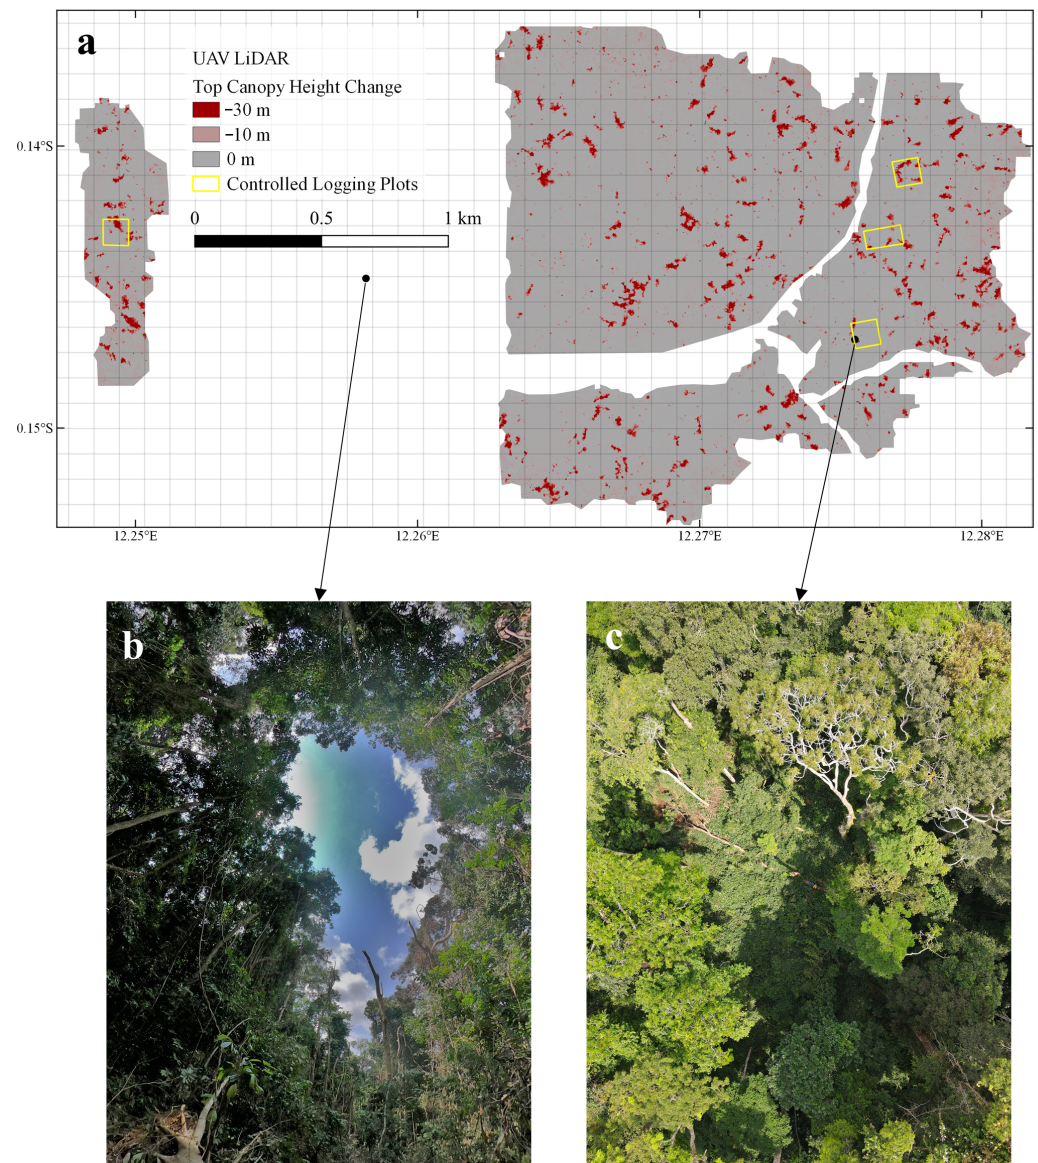 a
UAV LiDAR
Top Canopy Height Change
−30 m
−10 m
0 m
Controlled Logging Plots
0 0.5 1 km
0.14°S
0.15°S
12.25°E 12.26°E 12.27°E 12.28°E
b c